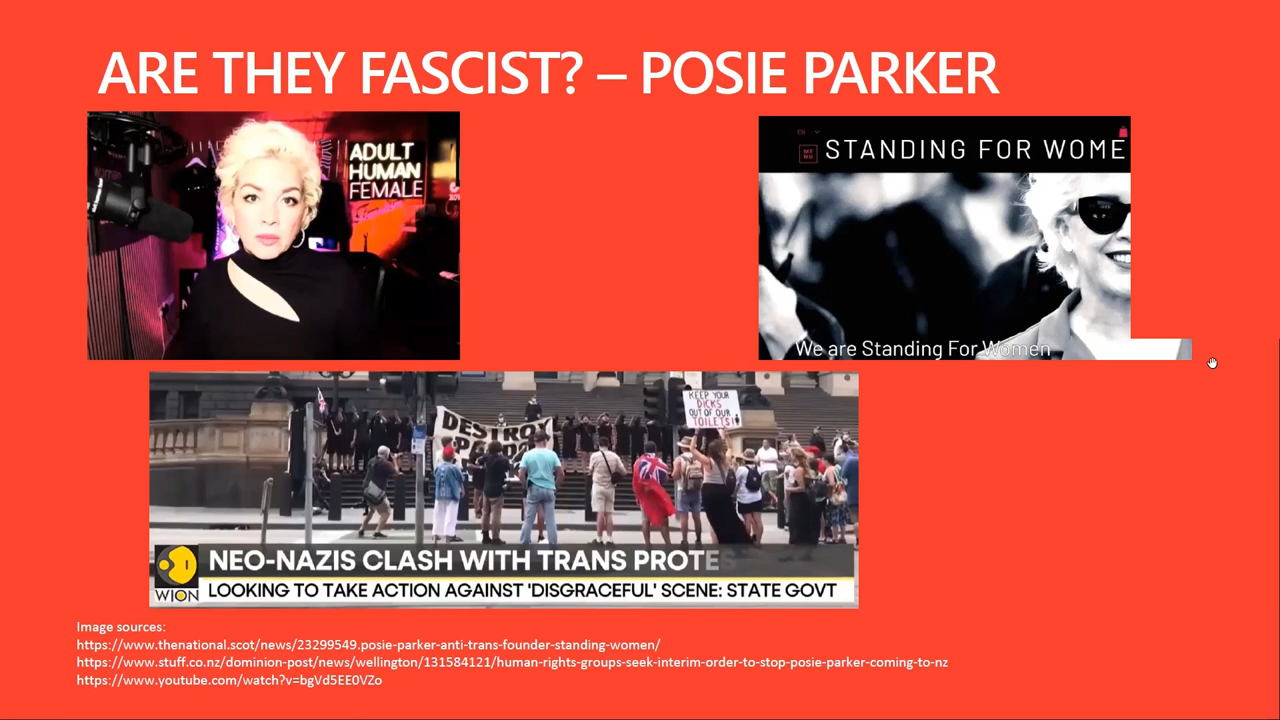 ARE THEY FASCIST? – POSIE PARKER
ADULT
HUMAN
FEMALE
EN
MENU
STANDING FOR WOME
We are Standing For Women
DESTROY
KEEP YOUR
DICKS
OUT OF OUR
TOILETS!
NEO-NAZIS CLASH WITH TRANS PROTES
LOOKING TO TAKE ACTION AGAINST 'DISGRACEFUL' SCENE: STATE GOVT
WION
Image sources:
https://www.thenational.scot/news/23299549.posie-parker-anti-trans-founder-standing-women/
https://www.stuff.co.nz/dominion-post/news/wellington/131584121/human-rights-groups-seek-interim-order-to-stop-posie-parker-coming-to-nz
https://www.youtube.com/watch?v=bgVd5EE0VZo